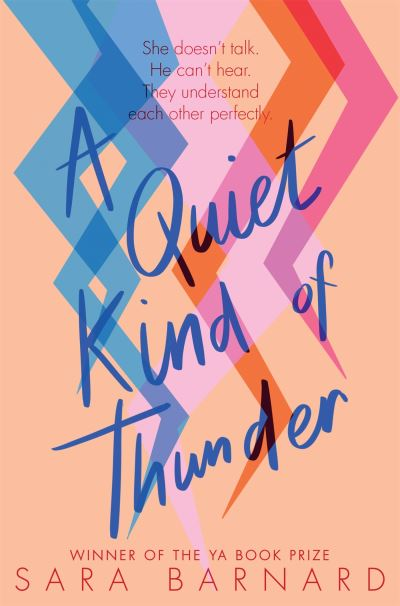 She doesn't talk.
He can't hear.
They understand
each other perfectly.
A
Quiet
Kind of
Thunder
WINNER OF THE YA BOOK PRIZE
SARA BARNARD